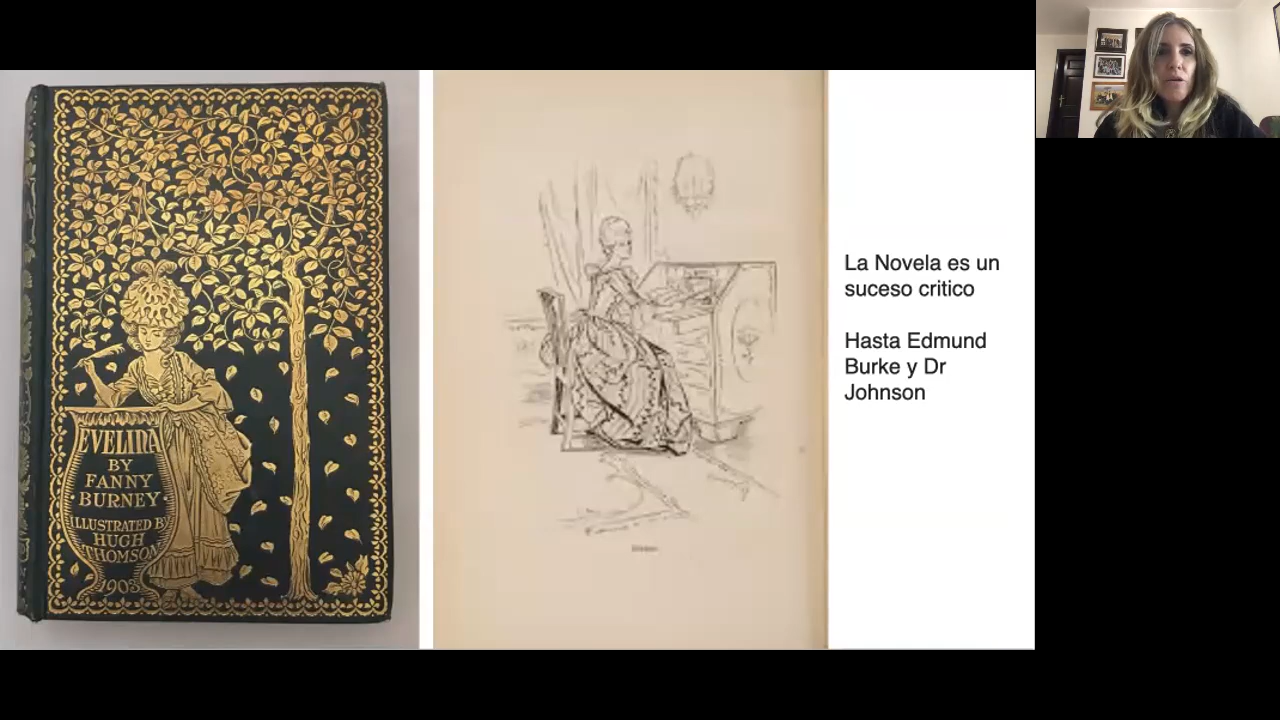 EVELINA
BY
FANNY
BURNEY
ILLUSTRATED BY
HUGH
THOMSON
1903
La Novela es un
suceso critico
Hasta Edmund
Burke y Dr
Johnson